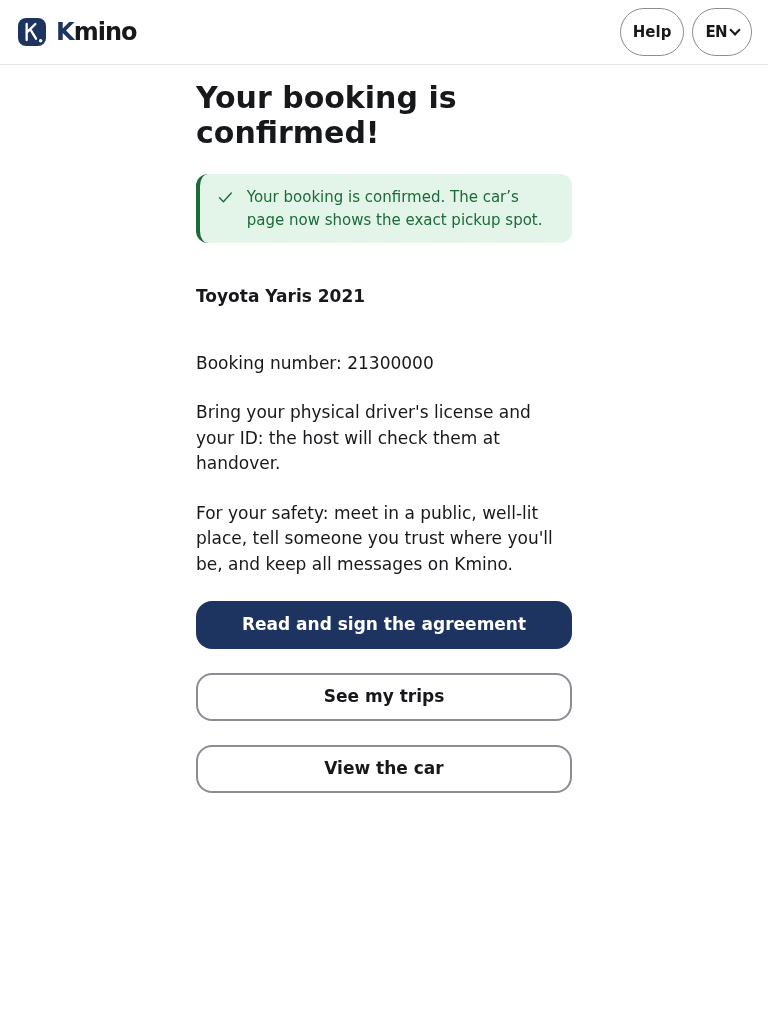 K.
Kmino
Help
EN
Your booking is
confirmed!
Your booking is confirmed. The car’s
page now shows the exact pickup spot.
Toyota Yaris 2021
Booking number: 21300000
Bring your physical driver's license and
your ID: the host will check them at
handover.
For your safety: meet in a public, well-lit
place, tell someone you trust where you'll
be, and keep all messages on Kmino.
Read and sign the agreement
See my trips
View the car